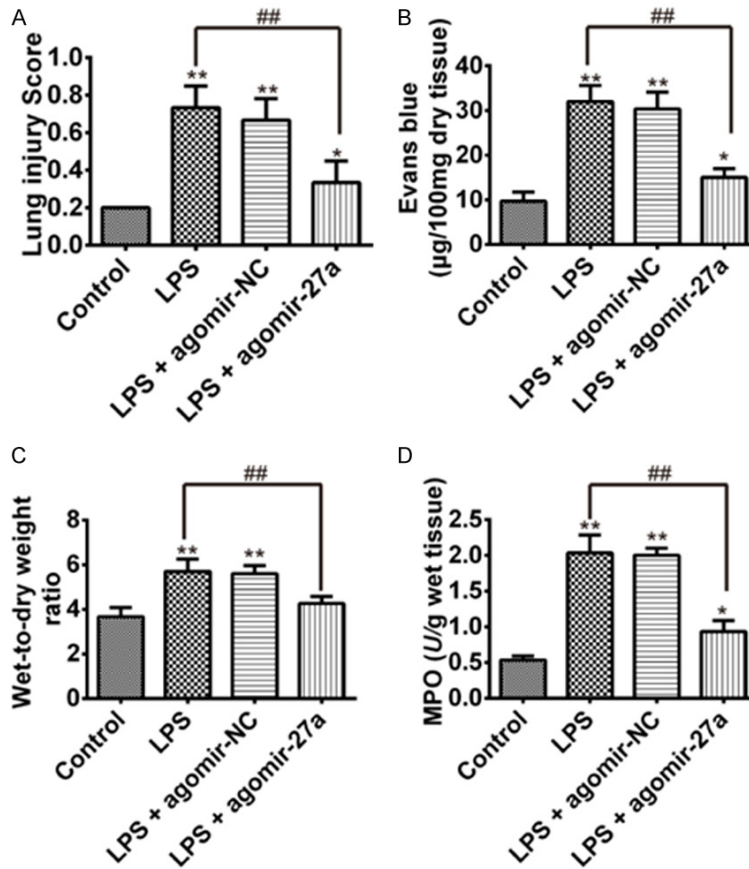 A
##
Lung injury Score
1.0
0.8
0.6
0.4
0.2
0.0
**
**
*
Control
LPS
LPS + agomir-NC
LPS + agomir-27a
B
##
Evans blue
(µg/100mg dry tissue)
40
30
20
10
0
**
**
*
Control
LPS
LPS + agomir-NC
LPS + agomir-27a
C
##
Wet-to-dry weight
ratio
8
6
4
2
0
**
**
Control
LPS
LPS + agomir-NC
LPS + agomir-27a
D
##
MPO (U/g wet tissue)
2.5
2.0
1.5
1.0
0.5
0.0
**
**
*
Control
LPS
LPS + agomir-NC
LPS + agomir-27a